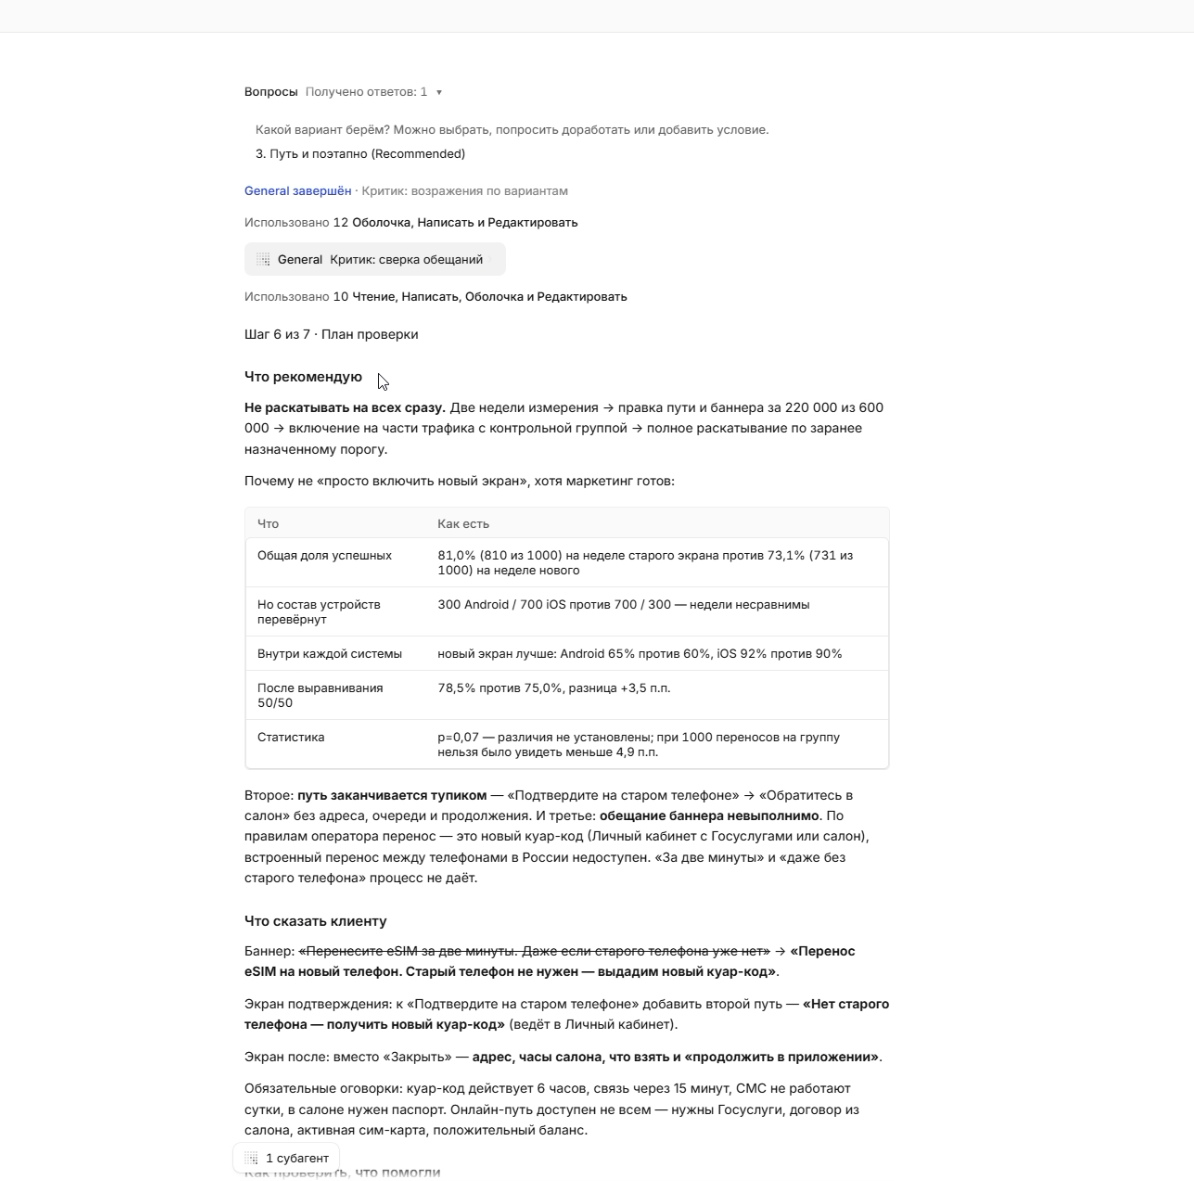 Вопросы Получено ответов: 1 ▾
Какой вариант берём? Можно выбрать, попросить доработать или добавить условие.
3. Путь и поэтапно (Recommended)
General завершён · Критик: возражения по вариантам
Использовано 12 Оболочка, Написать и Редактировать
General Критик: сверка обещаний
Использовано 10 Чтение, Написать, Оболочка и Редактировать
Шаг 6 из 7 · План проверки
Что рекомендую
Не раскатывать на всех сразу. Две недели измерения → правка пути и баннера за 220 000 из 600
000 → включение на части трафика с контрольной группой → полное раскатывание по заранее
назначенному порогу.
Почему не «просто включить новый экран», хотя маркетинг готов:
Что Как есть
Общая доля успешных 81,0% (810 из 1000) на неделе старого экрана против 73,1% (731 из
1000) на неделе нового
Но состав устройств 300 Android / 700 iOS против 700 / 300 — недели несравнимы
перевёрнут
Внутри каждой системы новый экран лучше: Android 65% против 60%, iOS 92% против 90%
После выравнивания 78,5% против 75,0%, разница +3,5 п.п.
50/50
Статистика p=0,07 — различия не установлены; при 1000 переносов на группу
нельзя было увидеть меньше 4,9 п.п.
Второе: путь заканчивается тупиком — «Подтвердите на старом телефоне» → «Обратитесь в
салон» без адреса, очереди и продолжения. И третье: обещание баннера невыполнимо. По
правилам оператора перенос — это новый куар-код (Личный кабинет с Госуслугами или салон),
встроенный перенос между телефонами в России недоступен. «За две минуты» и «даже без
старого телефона» процесс не даёт.
Что сказать клиенту
Баннер: «Перенесите eSIM за две минуты. Даже если старого телефона уже нет» → «Перенос
eSIM на новый телефон. Старый телефон не нужен — выдадим новый куар-код».
Экран подтверждения: к «Подтвердите на старом телефоне» добавить второй путь — «Нет старого
телефона — получить новый куар-код» (ведёт в Личный кабинет).
Экран после: вместо «Закрыть» — адрес, часы салона, что взять и «продолжить в приложении».
Обязательные оговорки: куар-код действует 6 часов, связь через 15 минут, СМС не работают
сутки, в салоне нужен паспорт. Онлайн-путь доступен не всем — нужны Госуслуги, договор из
салона, активная сим-карта, положительный баланс.
1 субагент
Как проверить, что помогли